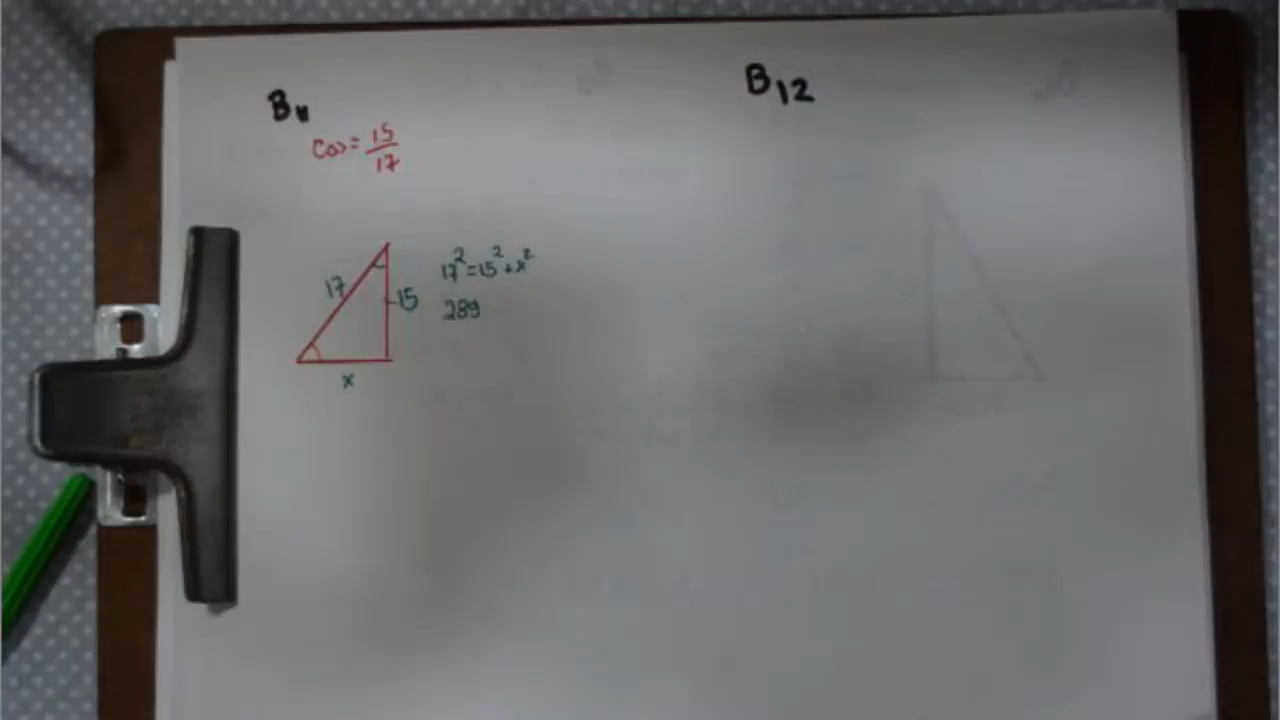 B11
Cos = 15/17
17
15
x
17² = 15² + x²
289
B12